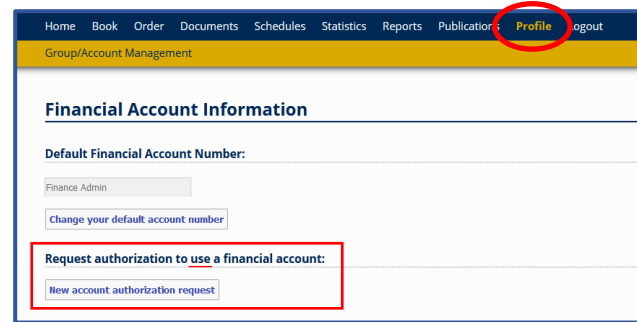 Home Book Order Documents Schedules Statistics Reports Publications Profile Logout
Group/Account Management
Financial Account Information
Default Financial Account Number:
Finance Admin
Change your default account number
Request authorization to use a financial account:
New account authorization request